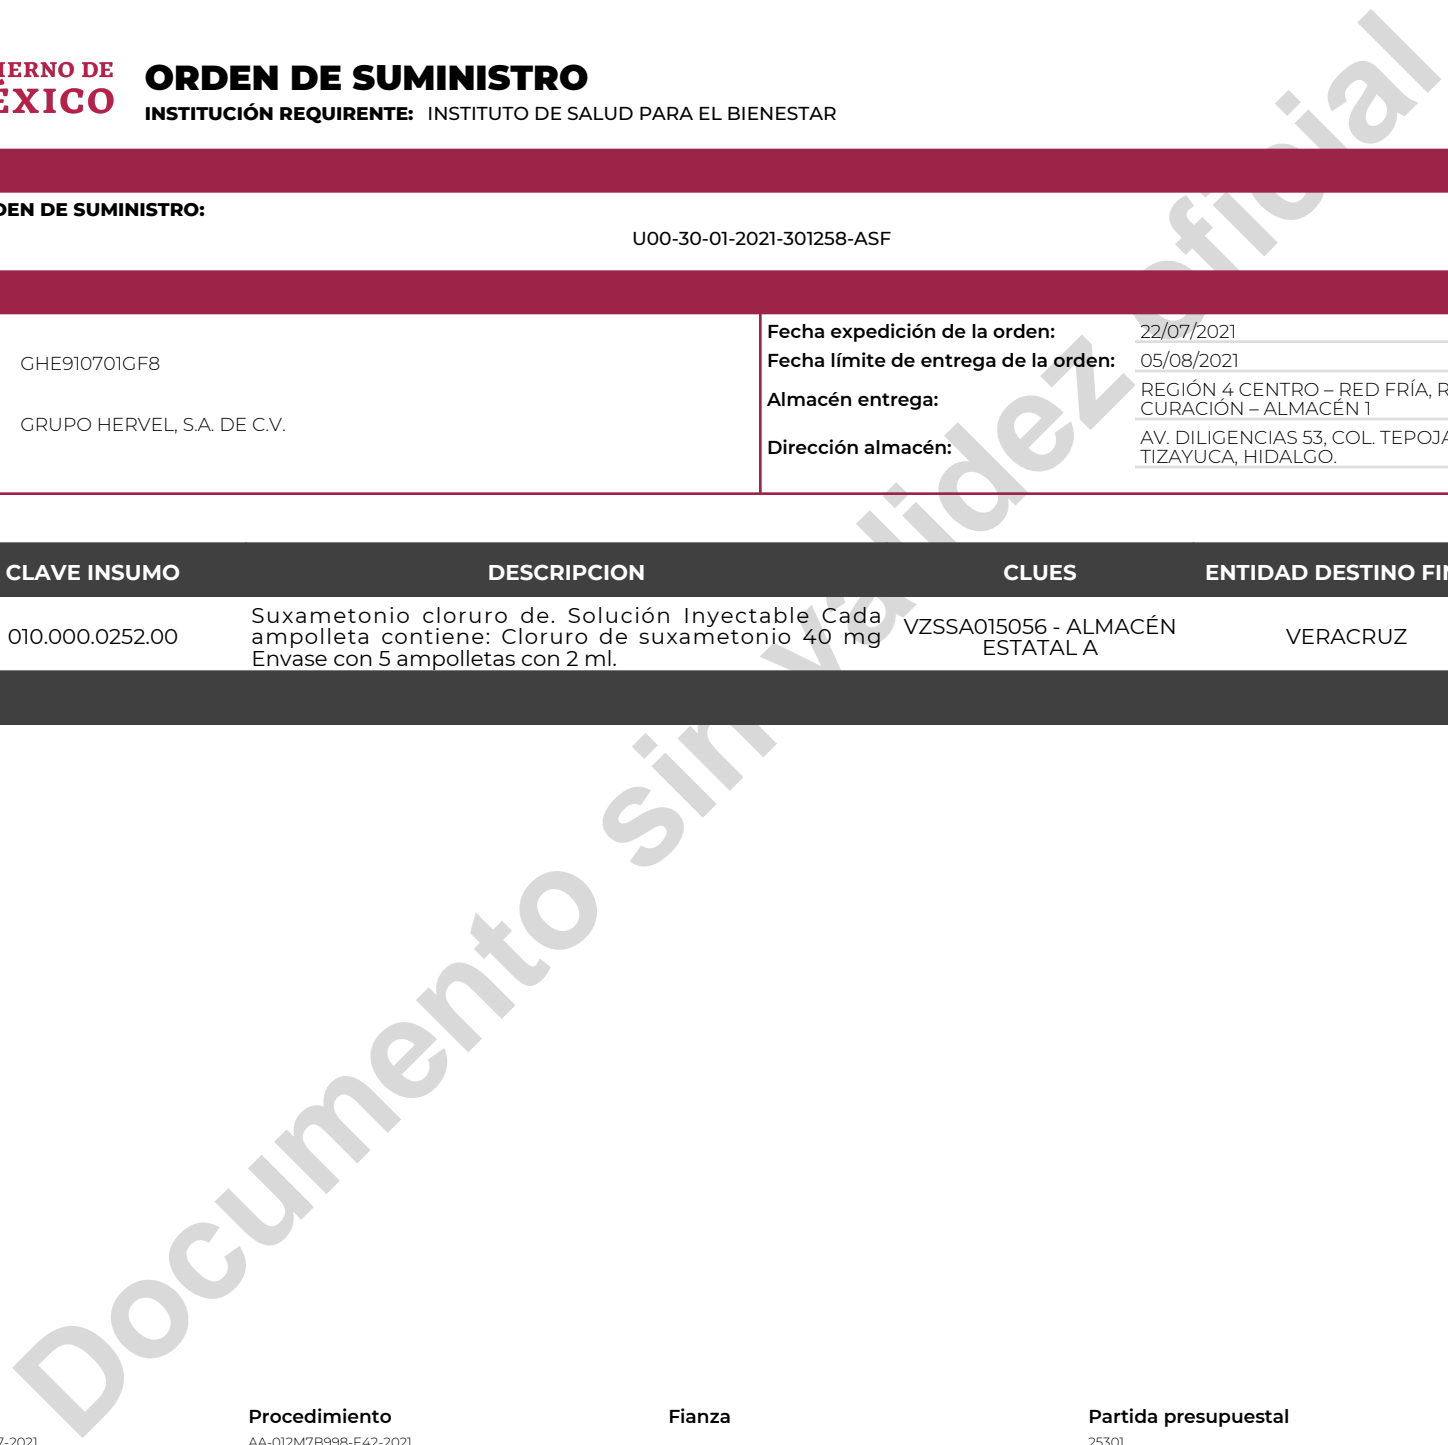 ORDEN DE SUMINISTRO
INSTITUCIÓN REQUIRENTE: INSTITUTO DE SALUD PARA EL BIENESTAR
DE
ÉXICO
DE SUMINISTRO:
U00-30-01-2021-301258-ASF
GHE910701GF8
GRUPO HERVEL, S.A. DE C.V.
Fecha expedición de la orden: 22/07/2021
Fecha límite de entrega de la orden: 05/08/2021
Almacén entrega: REGIÓN 4 CENTRO – RED FRÍA,
CURACIÓN – ALMACÉN 1
Dirección almacén: AV. DILIGENCIAS 53, COL.
TIZAYUCA, HIDALGO.
CLAVE INSUMO DESCRIPCION CLUES ENTIDAD DESTINO
010.000.0252.00
Suxametonio cloruro de. Solución Inyectable Cada
ampolleta contiene: Cloruro de suxametonio 40 mg
Envase con 5 ampolletas con 2 ml.
VZSSA015056 - ALMACÉN
ESTATAL A
VERACRUZ
Documento sin validez oficial
Procedimiento Fianza Partida presupuestal